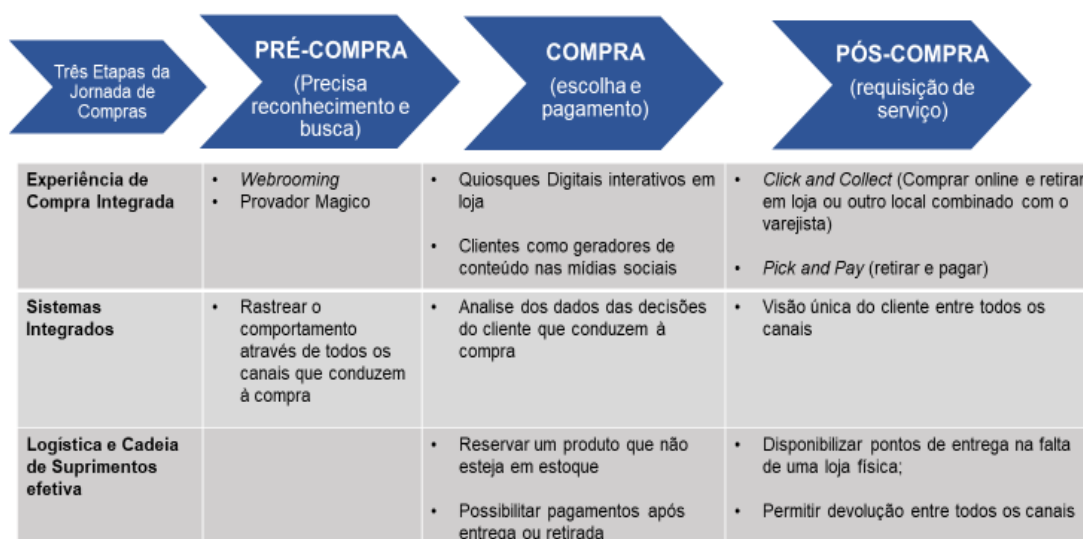 Três Etapas da
Jornada de
Compras
PRÉ-COMPRA
(Precisa
reconhecimento e
busca)
COMPRA
(escolha e
pagamento)
PÓS-COMPRA
(requisição de
serviço)
Experiência de
Compra Integrada
• Webrooming
• Provador Magico
• Quiosques Digitais interativos em
loja
• Clientes como geradores de
conteúdo nas mídias sociais
• Click and Collect (Comprar online e retirar
em loja ou outro local combinado com o
varejista)
• Pick and Pay (retirar e pagar)
Sistemas
Integrados
• Rastrear o
comportamento
através de todos os
canais que conduzem
à compra
• Analise dos dados das decisões
do cliente que conduzem à
compra
• Visão única do cliente entre todos os
canais
Logística e Cadeia
de Suprimentos
efetiva
• Reservar um produto que não
esteja em estoque
• Possibilitar pagamentos após
entrega ou retirada
• Disponibilizar pontos de entrega na falta
de uma loja física;
• Permitir devolução entre todos os canais